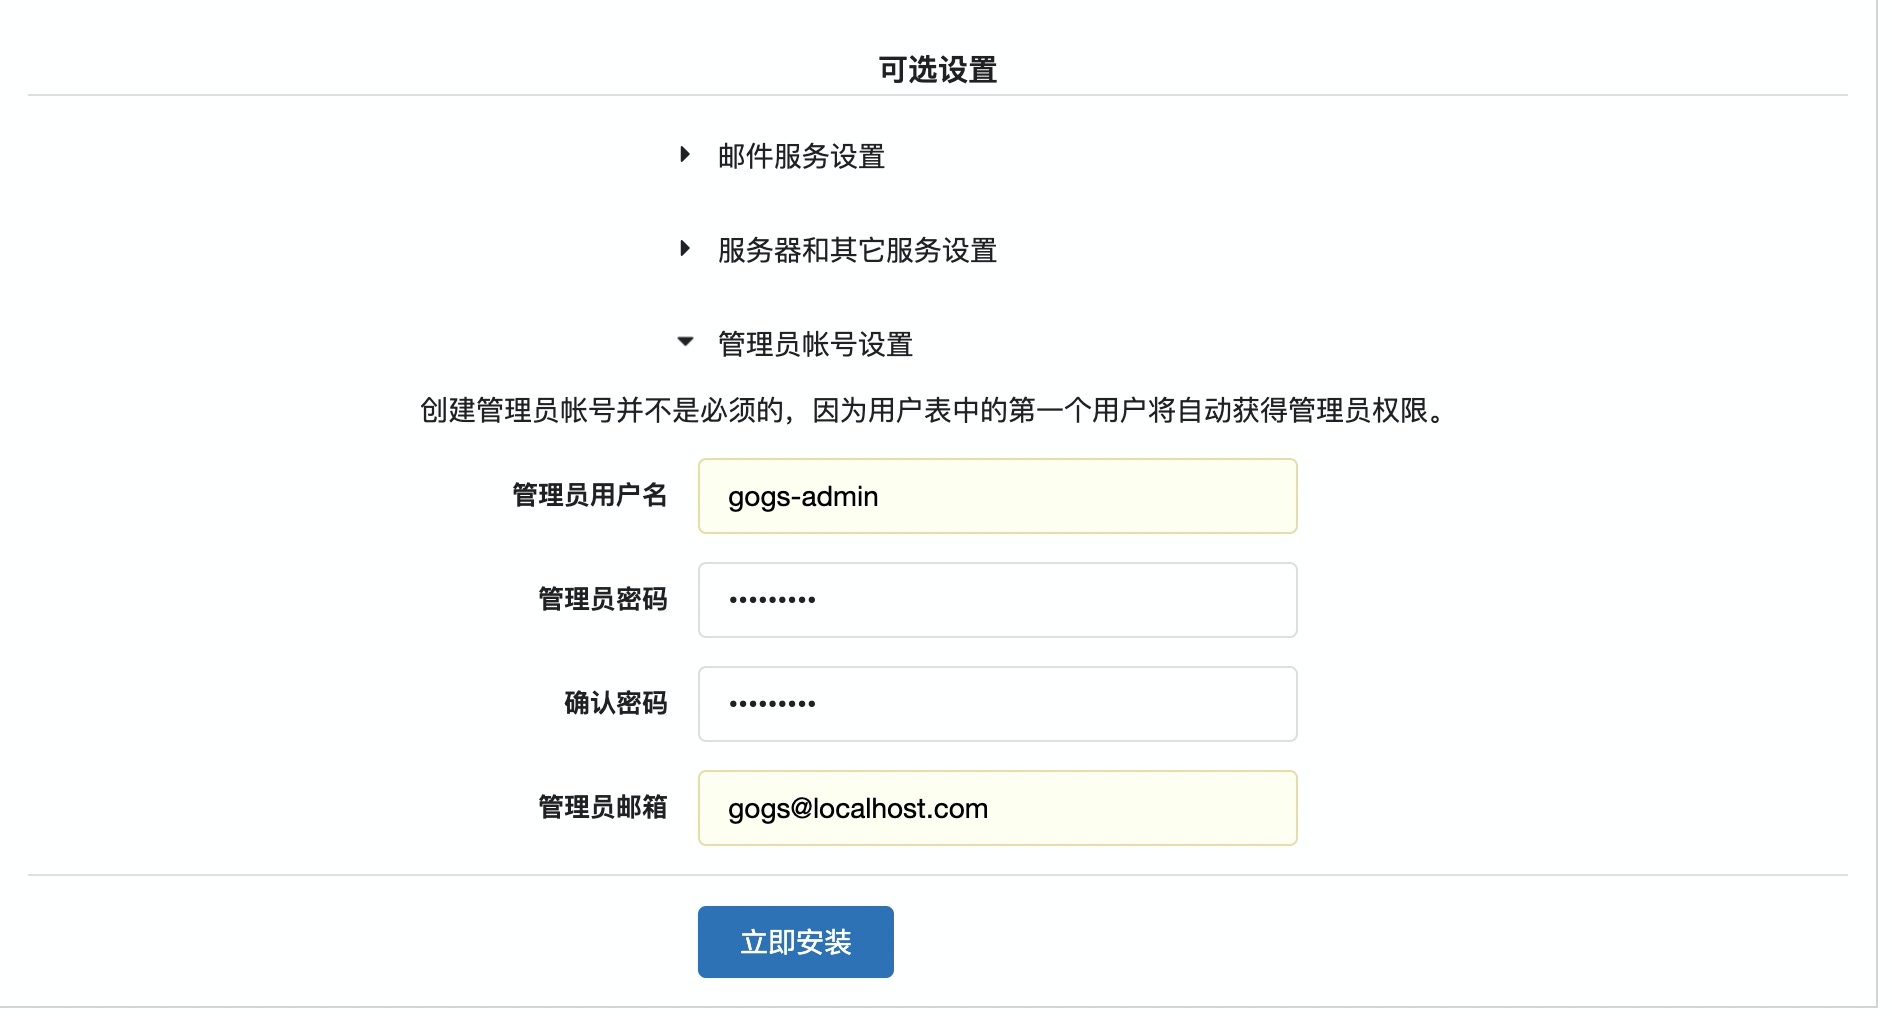 可选设置
邮件服务设置
服务器和其它服务设置
管理员帐号设置
创建管理员帐号并不是必须的，因为用户表中的第一个用户将自动获得管理员权限。
管理员用户名 gogs-admin
管理员密码 •••••••••
确认密码 •••••••••
管理员邮箱 gogs@localhost.com
立即安装